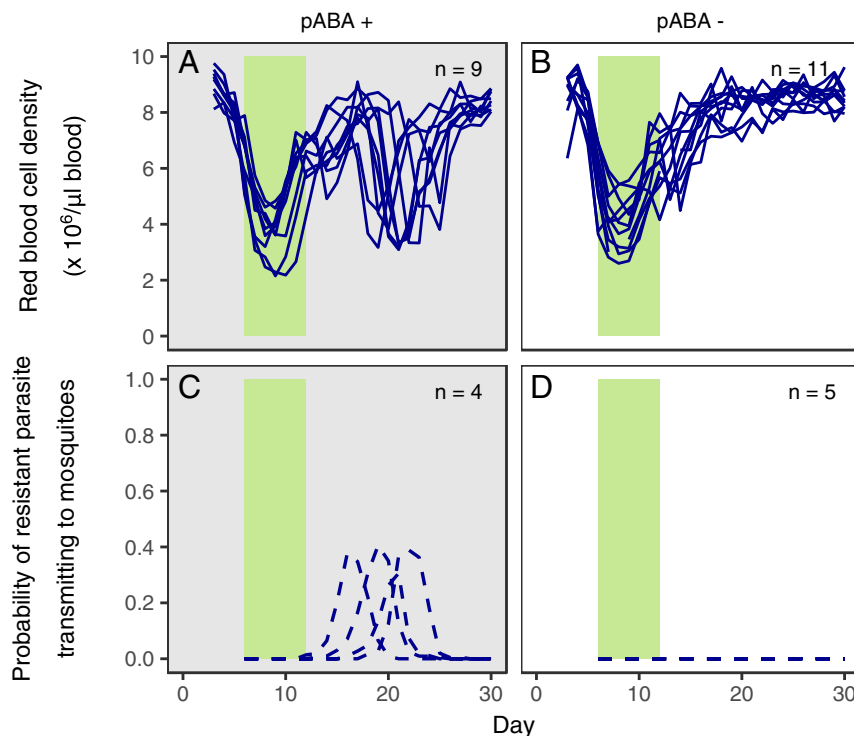 pABA +
pABA -
A
n = 9
B
n = 11
Red blood cell density
(x 10⁶/µl blood)
10
8
6
4
2
0
C
n = 4
D
n = 5
Probability of resistant parasite
transmitting to mosquitoes
1.0
0.8
0.6
0.4
0.2
0.0
0
10
20
30
0
10
20
30
Day